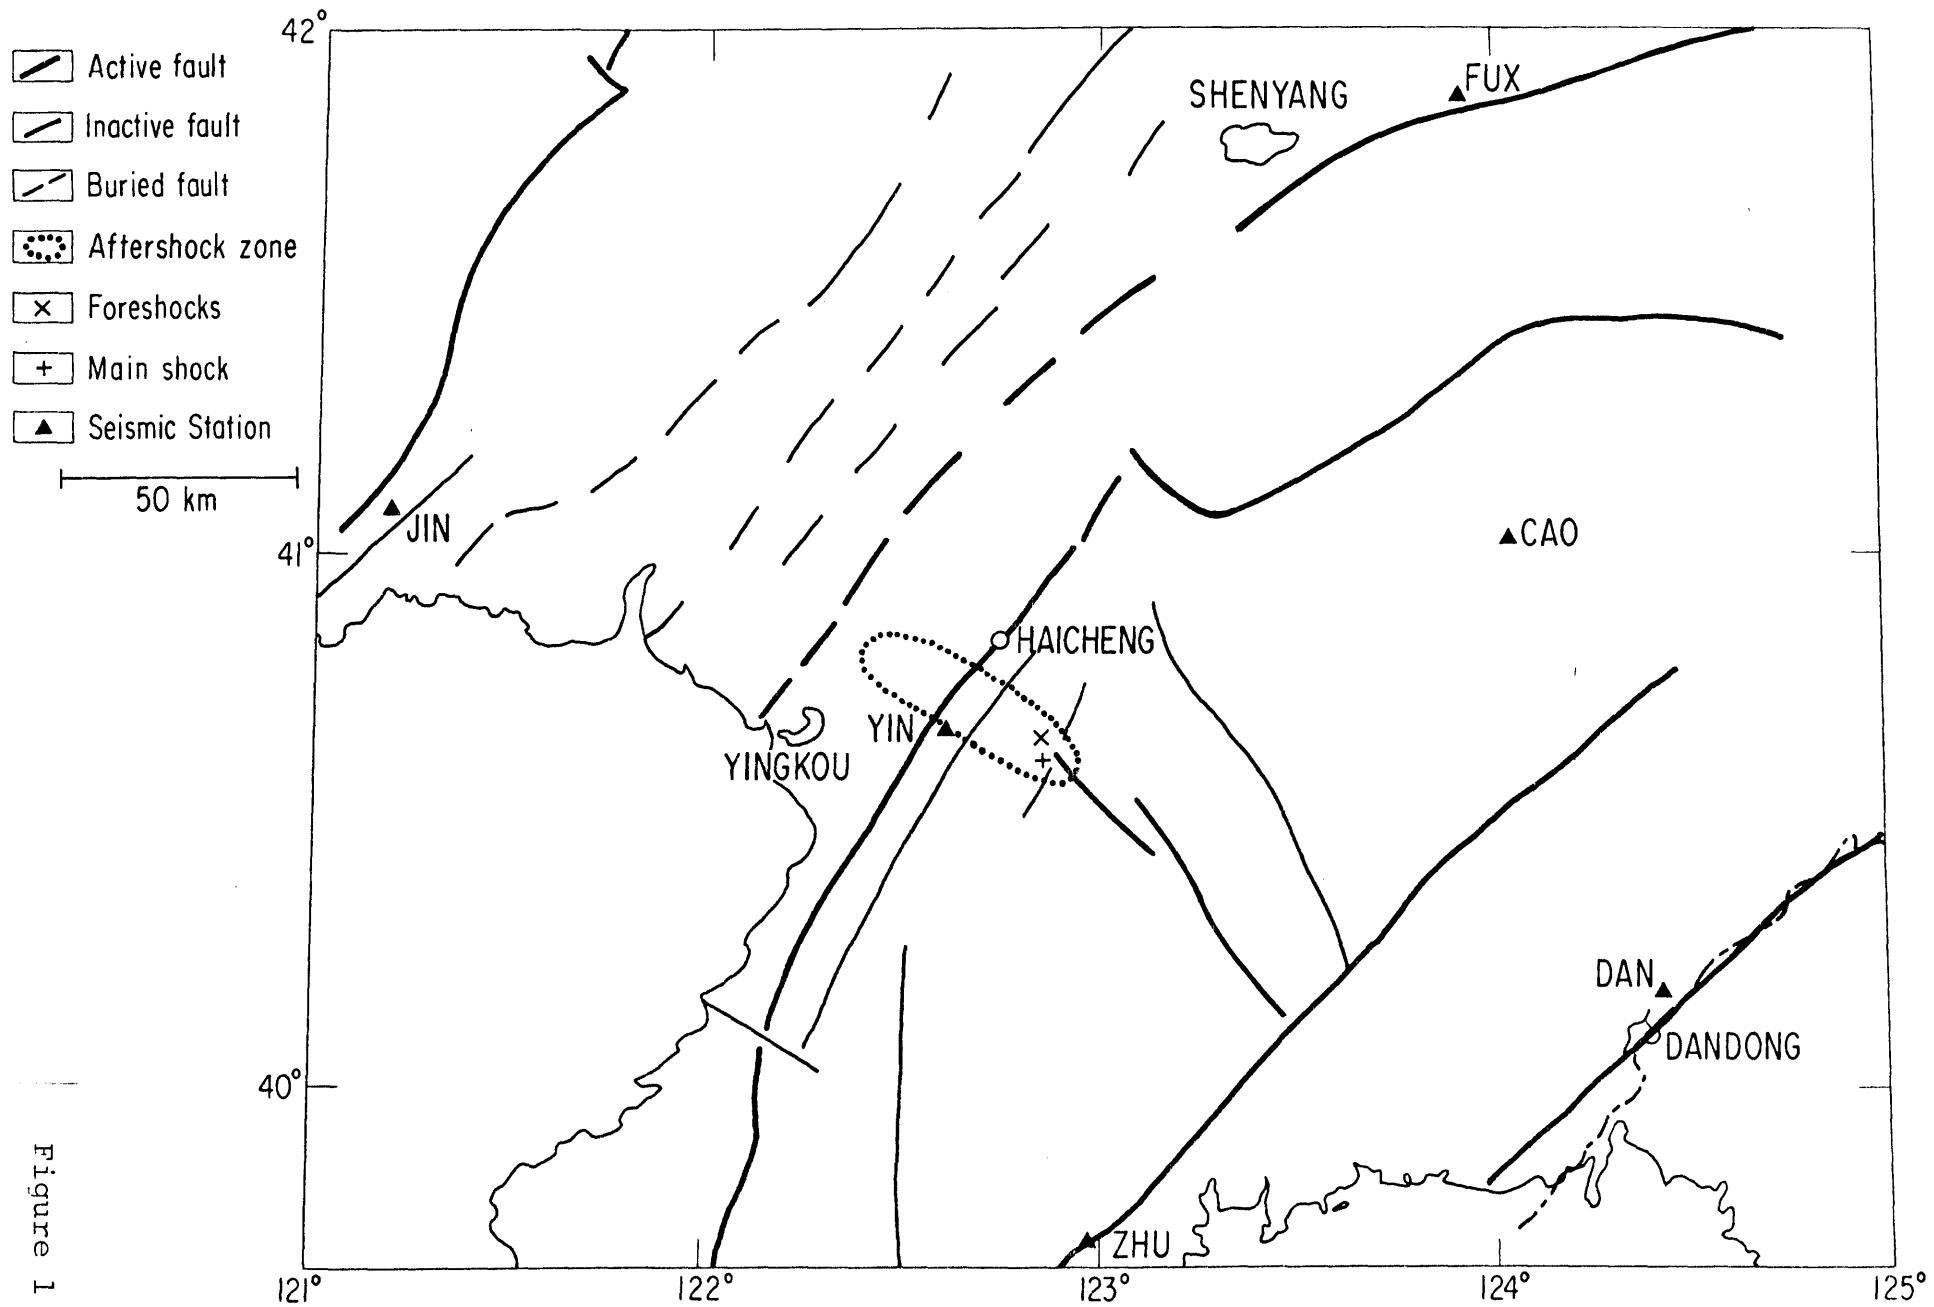 Active fault
Inactive fault
Buried fault
Aftershock zone
× Foreshocks
+ Main shock
Seismic Station
50 km
42°
41°
40°
121°
122°
123°
124°
125°
SHENYANG
FUX
JIN
CAO
HAICHENG
YIN
YINGKOU
DAN
DANDONG
ZHU
Figure 1